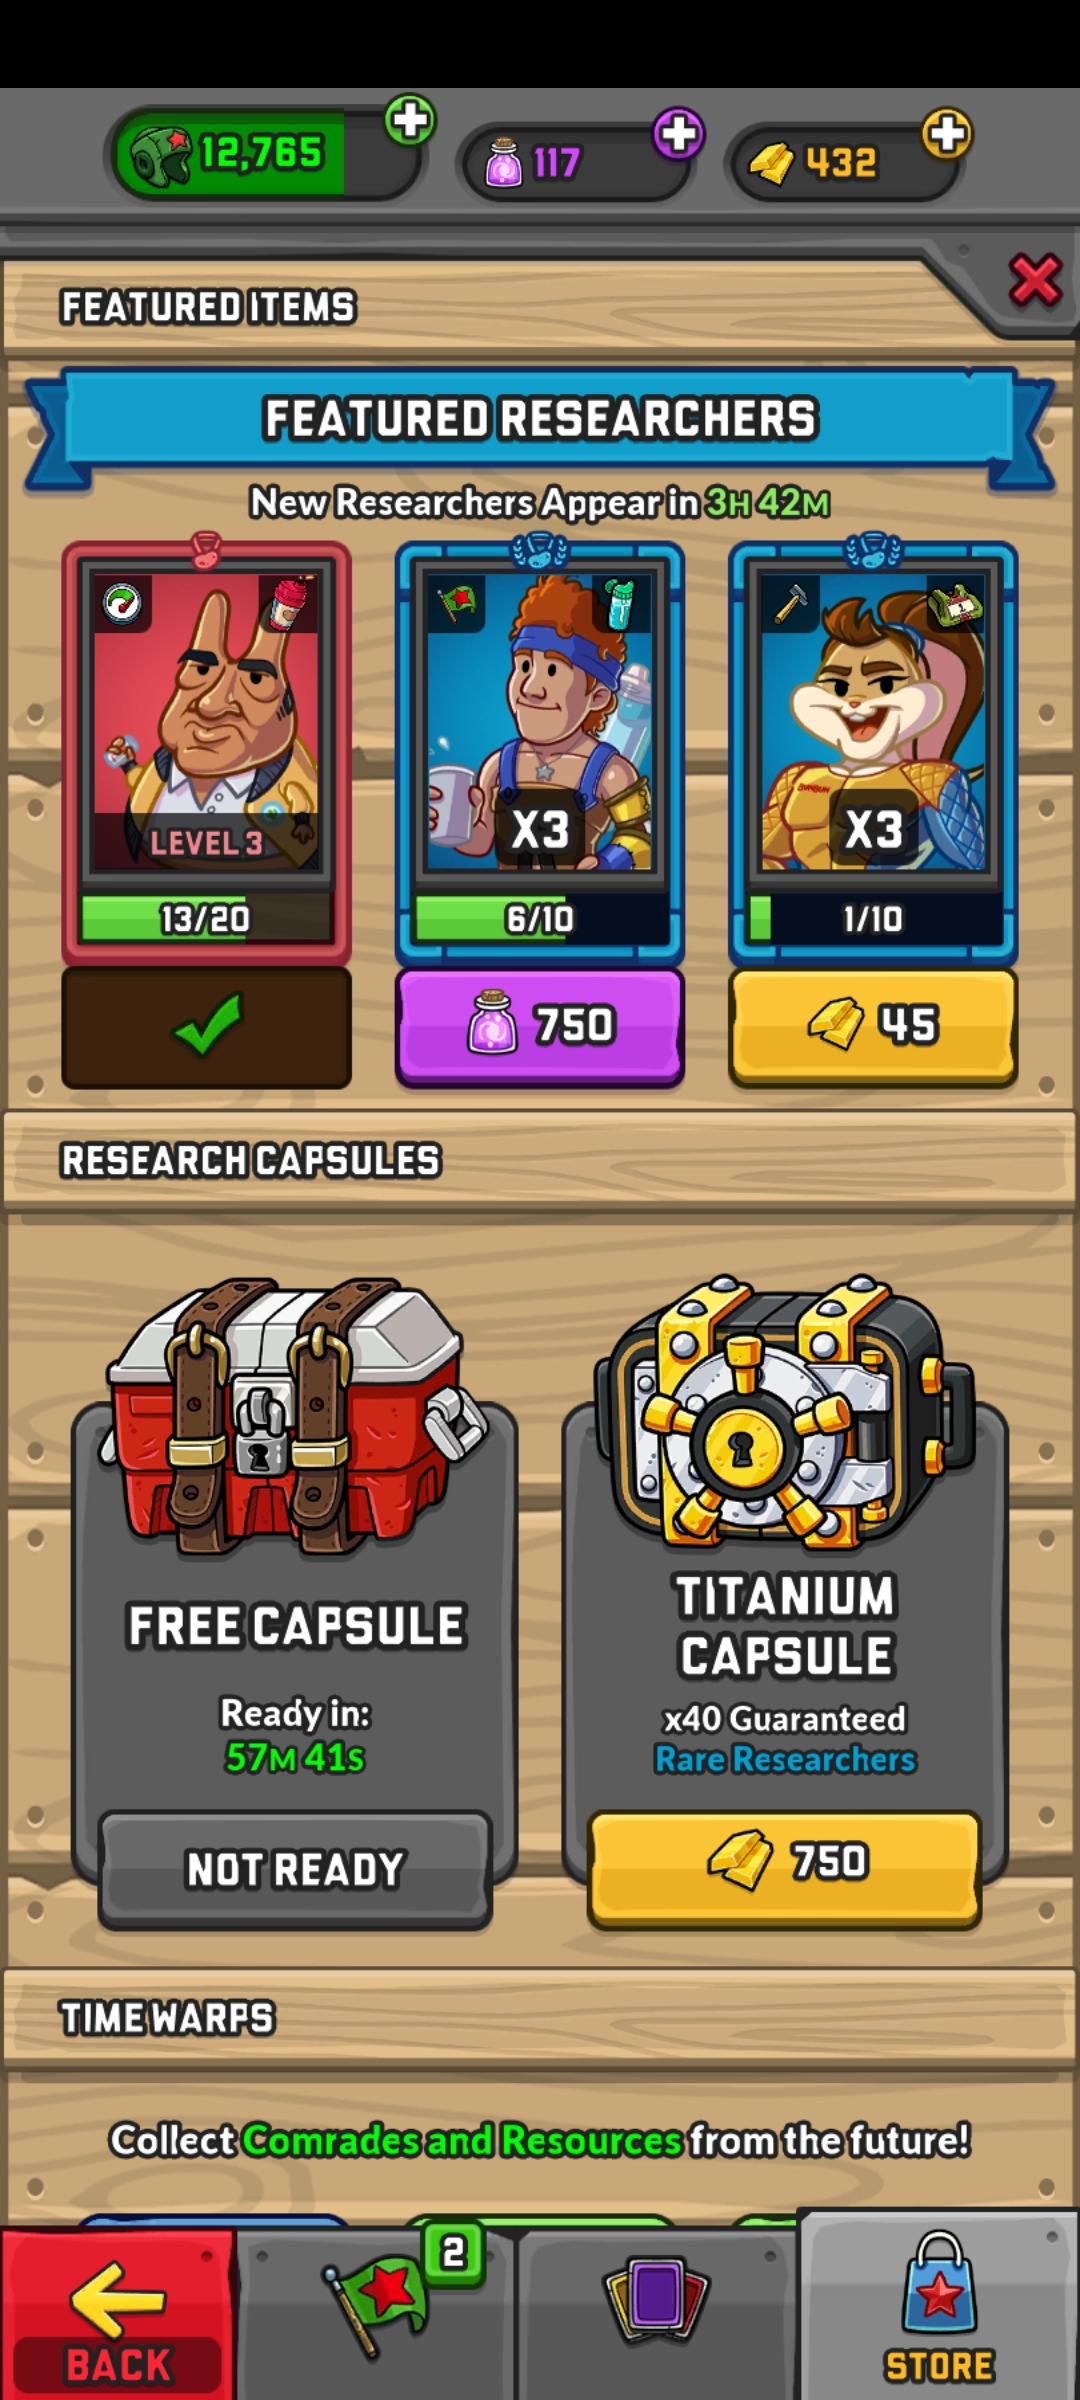 12,765
117
432
FEATURED ITEMS
FEATURED RESEARCHERS
New Researchers Appear in 3H 42M
LEVEL 3
X3
X3
13/20
6/10
1/10
750
45
RESEARCH CAPSULES
FREE CAPSULE
Ready in:
57M 41S
NOT READY
TITANIUM
CAPSULE
x40 Guaranteed
Rare Researchers
750
TIME WARPS
Collect Comrades and Resources from the future!
2
BACK
STORE